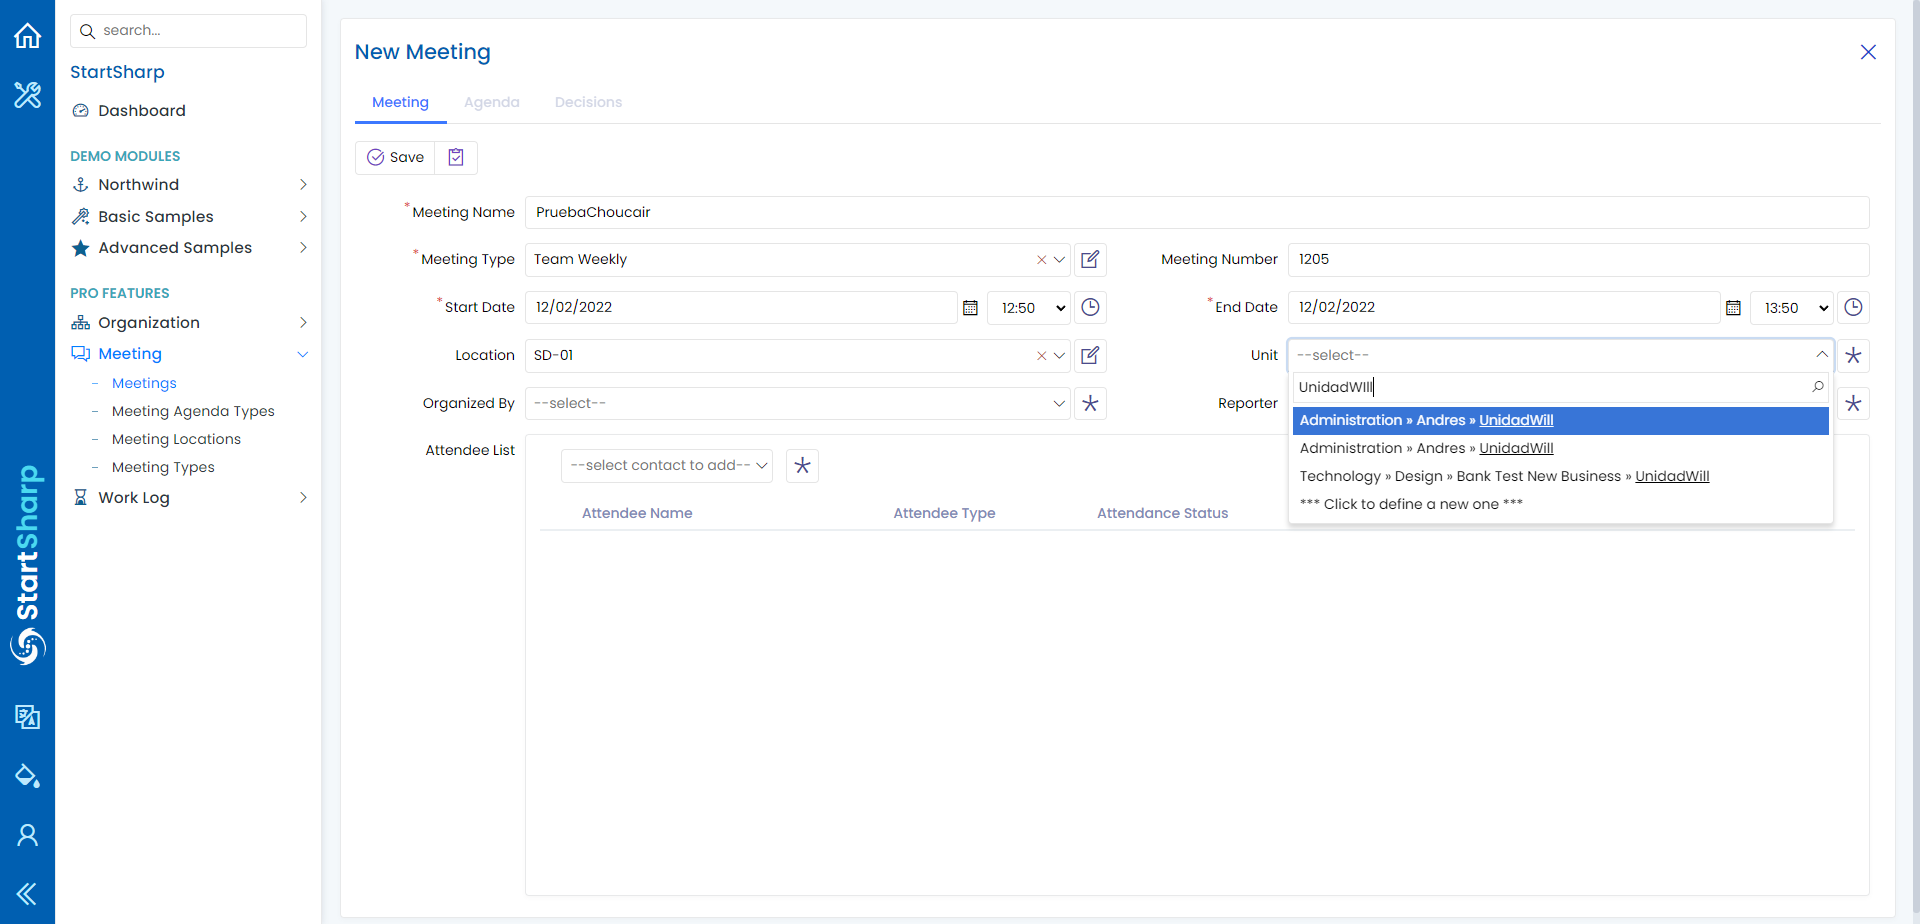 search...
StartSharp
Dashboard
DEMO MODULES
Northwind
Basic Samples
Advanced Samples
PRO FEATURES
Organization
Meeting
- Meetings
- Meeting Agenda Types
- Meeting Locations
- Meeting Types
Work Log
StartSharp
New Meeting
Meeting Agenda Decisions
Save
*Meeting Name PruebaChoucair
*Meeting Type Team Weekly Meeting Number 1205
*Start Date 12/02/2022 12:50 *End Date 12/02/2022 13:50
Location SD-01 Unit --select--
UnidadWIll
Organized By --select-- Reporter
Administration » Andres » UnidadWill
Administration » Andres » UnidadWill
Technology » Design » Bank Test New Business » UnidadWill
*** Click to define a new one ***
Attendee List --select contact to add--
Attendee Name Attendee Type Attendance Status